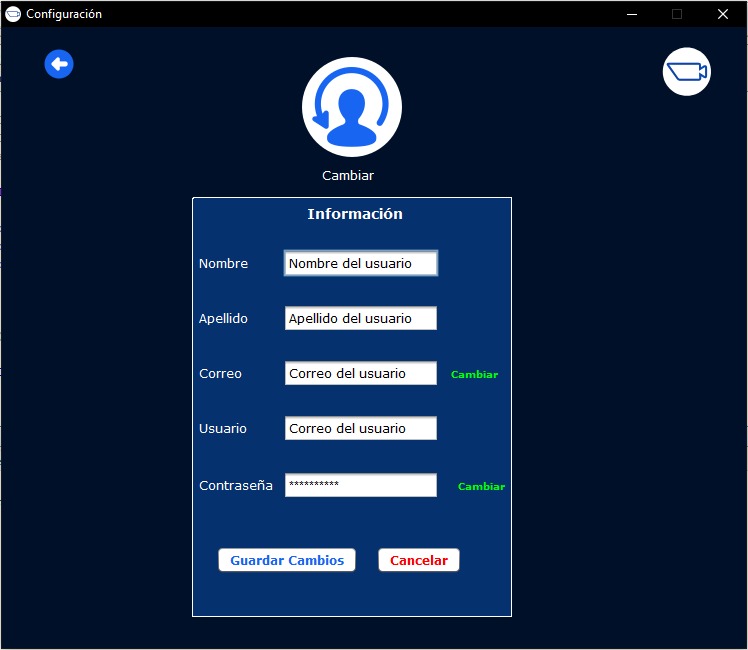 Configuración
Cambiar
Información
Nombre Nombre del usuario
Apellido Apellido del usuario
Correo Correo del usuario Cambiar
Usuario Correo del usuario
Contraseña ********** Cambiar
Guardar Cambios Cancelar